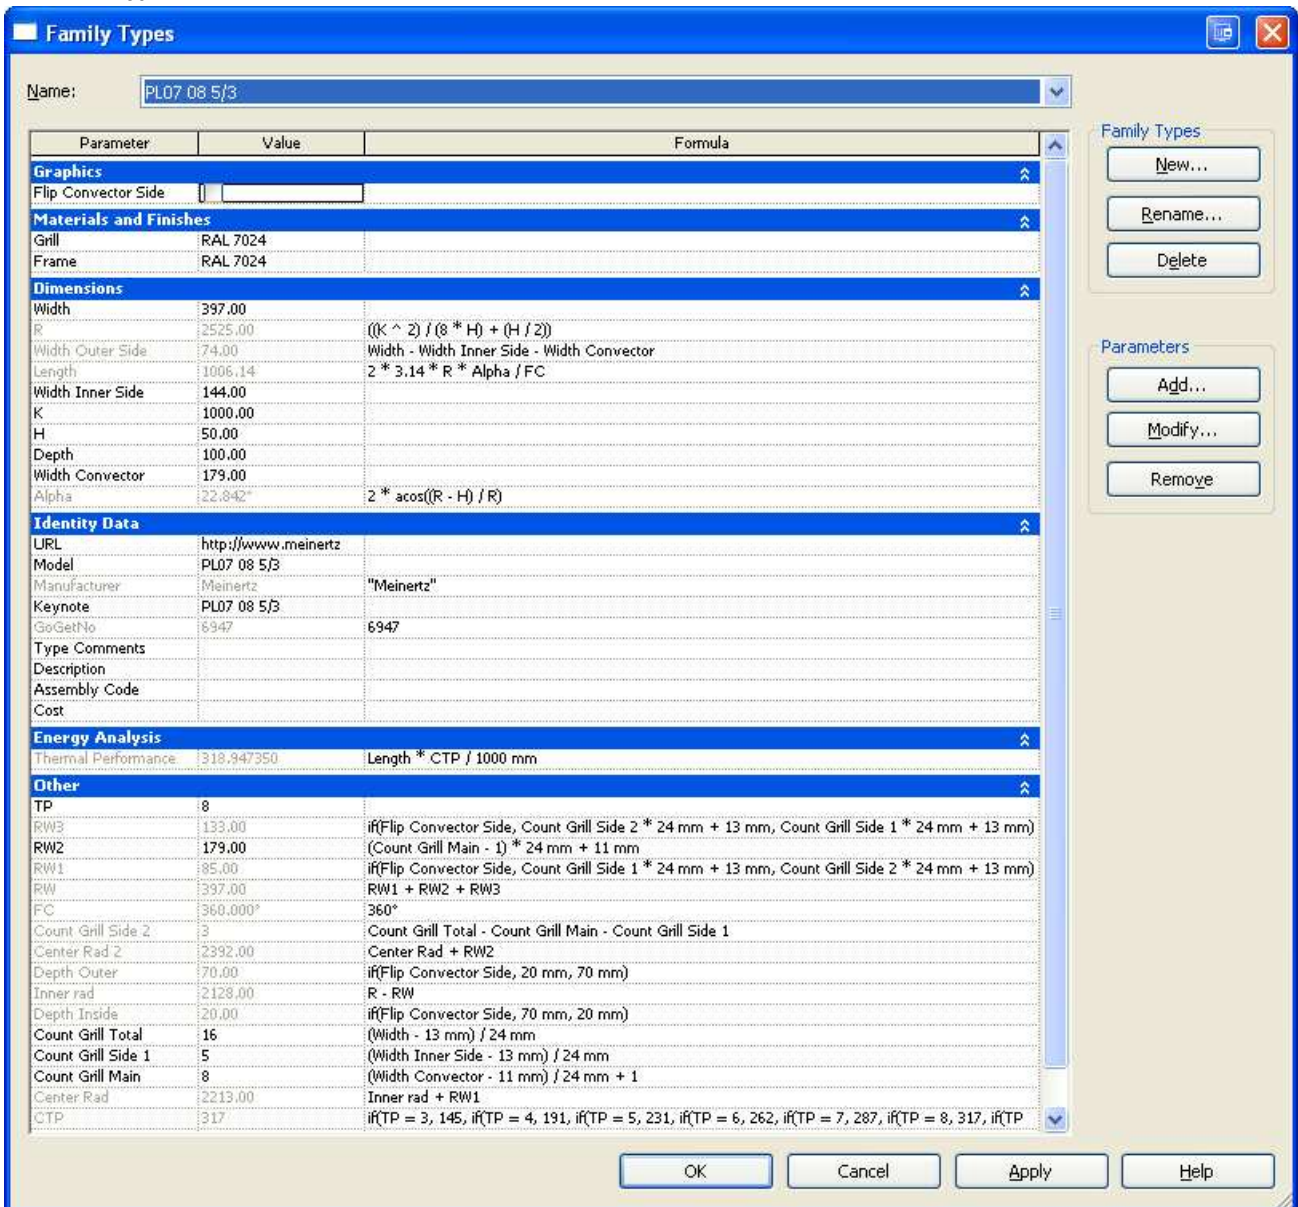 Family Types
Name: PL07 08 5/3
Parameter Value Formula
Graphics
Flip Convector Side
Materials and Finishes
Grill RAL 7024
Frame RAL 7024
Dimensions
Width 397.00
R 2525.00 ((K ^ 2) / (8 * H) + (H / 2))
Width Outer Side 74.00 Width - Width Inner Side - Width Convector
Length 1006.14 2 * 3.14 * R * Alpha / FC
Width Inner Side 144.00
K 1000.00
H 50.00
Depth 100.00
Width Convector 179.00
Alpha 22.842° 2 * acos((R - H) / R)
Identity Data
URL http://www.meinertz
Model PL07 08 5/3
Manufacturer Meinertz "Meinertz"
Keynote PL07 08 5/3
GoGetNo 6947 6947
Type Comments
Description
Assembly Code
Cost
Energy Analysis
Thermal Performance 318.947350 Length * CTP / 1000 mm
Other
TP 8
RW3 133.00 if(Flip Convector Side, Count Grill Side 2 * 24 mm + 13 mm, Count Grill Side 1 * 24 mm + 13 mm)
RW2 179.00 (Count Grill Main - 1) * 24 mm + 11 mm
RW1 85.00 if(Flip Convector Side, Count Grill Side 1 * 24 mm + 13 mm, Count Grill Side 2 * 24 mm + 13 mm)
RW 397.00 RW1 + RW2 + RW3
FC 360.000° 360°
Count Grill Side 2 3 Count Grill Total - Count Grill Main - Count Grill Side 1
Center Rad 2 2392.00 Center Rad + RW2
Depth Outer 70.00 if(Flip Convector Side, 20 mm, 70 mm)
Inner rad 2128.00 R - RW
Depth Inside 20.00 if(Flip Convector Side, 70 mm, 20 mm)
Count Grill Total 16 (Width - 13 mm) / 24 mm
Count Grill Side 1 5 (Width Inner Side - 13 mm) / 24 mm
Count Grill Main 8 (Width Convector - 11 mm) / 24 mm + 1
Center Rad 2213.00 Inner rad + RW1
CTP 317 if(TP = 3, 145, if(TP = 4, 191, if(TP = 5, 231, if(TP = 6, 262, if(TP = 7, 287, if(TP = 8, 317, if(TP
Family Types
New...
Rename...
Delete
Parameters
Add...
Modify...
Remove
OK Cancel Apply Help